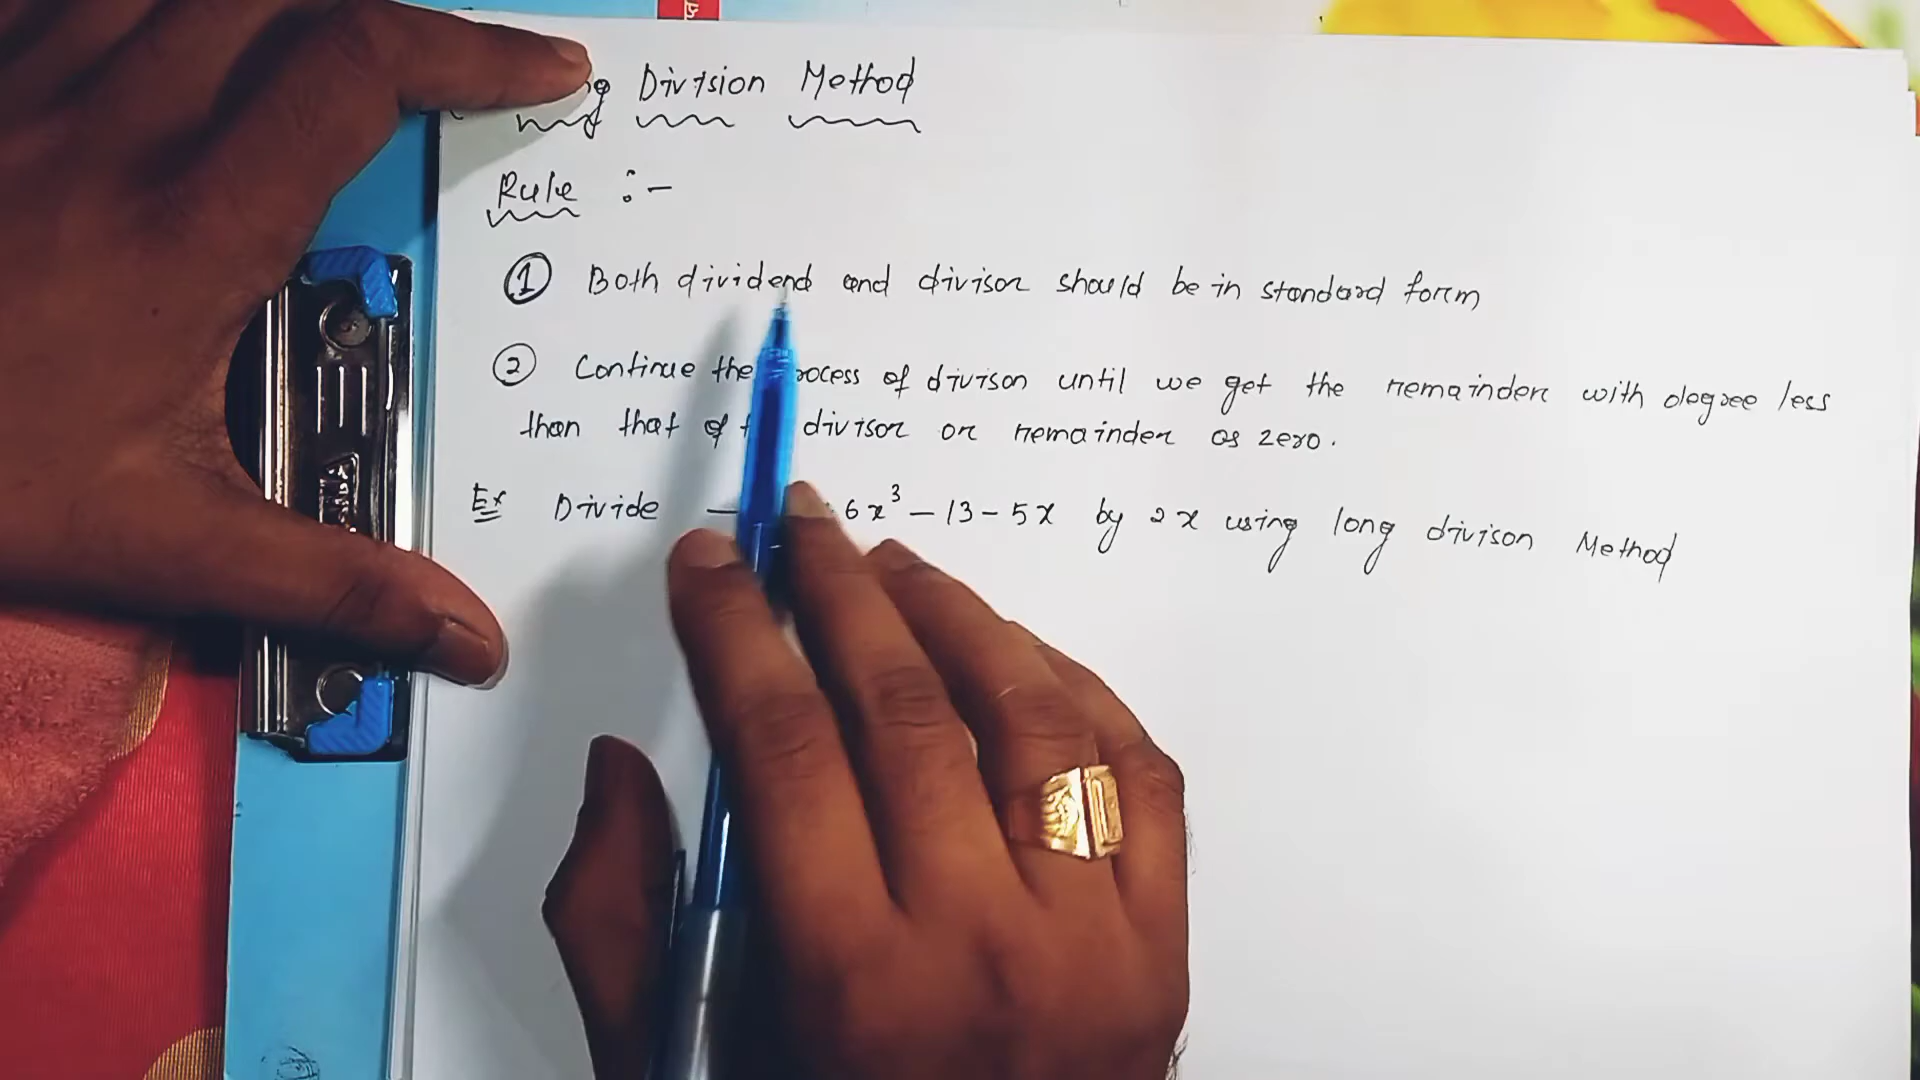 Division Method
Rule :-
① Both dividend and divisor should be in standard form
② Continue the process of divison until we get the remainder with degree less
than that of divisor or remainder as zero.
Ex Divide - 6x³ - 13 - 5x by 2x using long divison Method